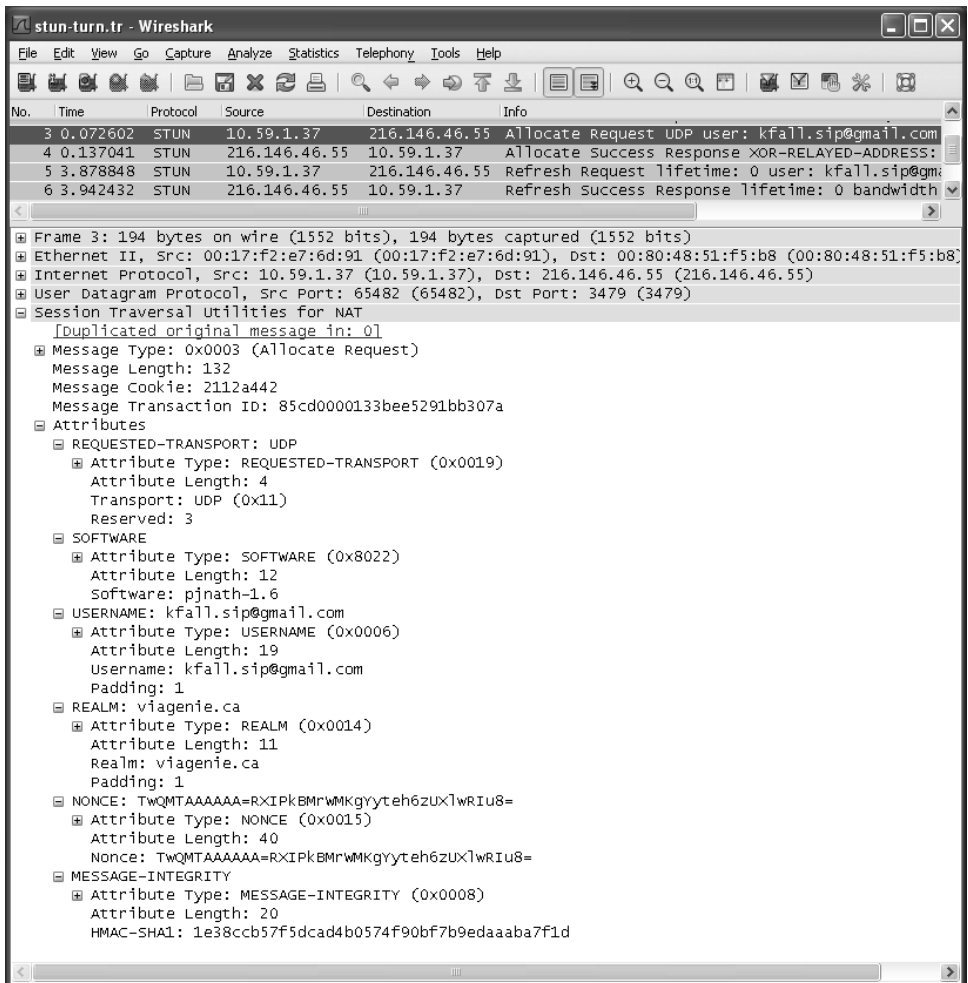 stun-turn.tr - Wireshark
File Edit View Go Capture Analyze Statistics Telephony Tools Help
No. Time Protocol Source Destination Info
3 0.072602 STUN 10.59.1.37 216.146.46.55 Allocate Request UDP user: kfall.sip@gmail.com
4 0.137041 STUN 216.146.46.55 10.59.1.37 Allocate Success Response XOR-RELAYED-ADDRESS:
5 3.878848 STUN 10.59.1.37 216.146.46.55 Refresh Request lifetime: 0 user: kfall.sip@gma
6 3.942432 STUN 216.146.46.55 10.59.1.37 Refresh Success Response lifetime: 0 bandwidth
Frame 3: 194 bytes on wire (1552 bits), 194 bytes captured (1552 bits)
Ethernet II, Src: 00:17:f2:e7:6d:91 (00:17:f2:e7:6d:91), Dst: 00:80:48:51:f5:b8 (00:80:48:51:f5:b8)
Internet Protocol, Src: 10.59.1.37 (10.59.1.37), Dst: 216.146.46.55 (216.146.46.55)
User Datagram Protocol, Src Port: 65482 (65482), Dst Port: 3479 (3479)
Session Traversal Utilities for NAT
[Duplicated original message in: 0]
Message Type: 0x0003 (Allocate Request)
Message Length: 132
Message Cookie: 2112a442
Message Transaction ID: 85cd0000133bee5291bb307a
Attributes
REQUESTED-TRANSPORT: UDP
Attribute Type: REQUESTED-TRANSPORT (0x0019)
Attribute Length: 4
Transport: UDP (0x11)
Reserved: 3
SOFTWARE
Attribute Type: SOFTWARE (0x8022)
Attribute Length: 12
Software: pjnath-1.6
USERNAME: kfall.sip@gmail.com
Attribute Type: USERNAME (0x0006)
Attribute Length: 19
Username: kfall.sip@gmail.com
Padding: 1
REALM: viagenie.ca
Attribute Type: REALM (0x0014)
Attribute Length: 11
Realm: viagenie.ca
Padding: 1
NONCE: TwQMTAAAAAA=RXIPkBMrwMKgYyteh6zUXlwRIu8=
Attribute Type: NONCE (0x0015)
Attribute Length: 40
Nonce: TwQMTAAAAAA=RXIPkBMrwMKgYyteh6zUXlwRIu8=
MESSAGE-INTEGRITY
Attribute Type: MESSAGE-INTEGRITY (0x0008)
Attribute Length: 20
HMAC-SHA1: 1e38ccb57f5dcad4b0574f90bf7b9edaaaba7f1d